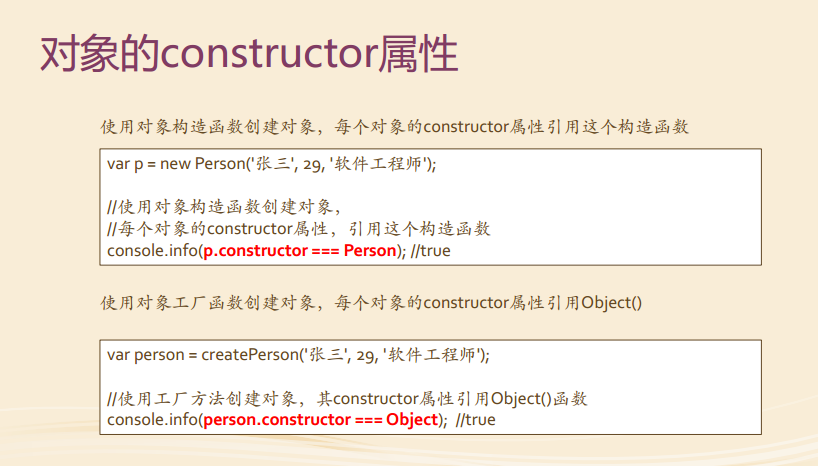 对象的constructor属性
使用对象构造函数创建对象，每个对象的constructor属性引用这个构造函数
var p = new Person('张三', 29, '软件工程师');
//使用对象构造函数创建对象，
//每个对象的constructor属性，引用这个构造函数
console.info(p.constructor === Person); //true
使用对象工厂函数创建对象，每个对象的constructor属性引用Object()
var person = createPerson('张三', 29, '软件工程师');
//使用工厂方法创建对象，其constructor属性引用Object()函数
console.info(person.constructor === Object);  //true